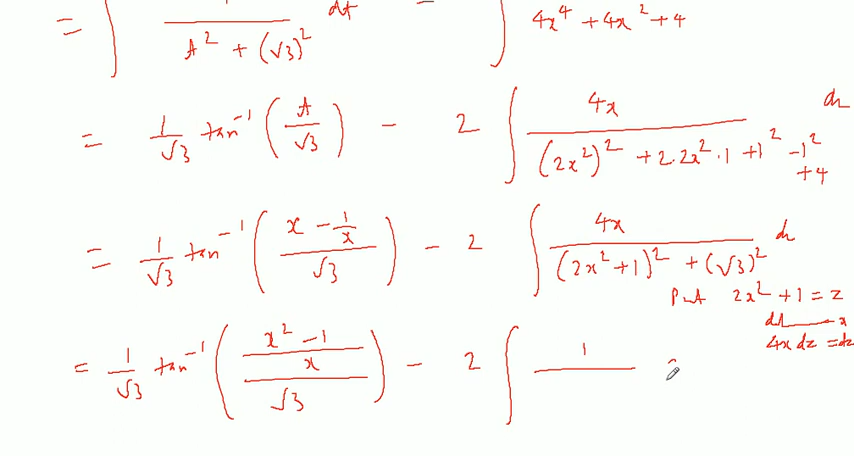 = ∫ 1/(A² + (√3)²) dt = ∫ /(4x⁴ + 4x² + 4)
= 1/√3 tan⁻¹ (A/√3) - 2 ∫ 4x/((2x²)² + 2·2x²·1 + 1² - 1² + 4) dx
= 1/√3 tan⁻¹ ((x - 1/x)/√3) - 2 ∫ 4x/((2x²+1)² + (√3)²) dx
Put 2x² + 1 = z
4x dz = dz
= 1/√3 tan⁻¹ (((x² - 1)/x)/√3) - 2 ∫ 1/